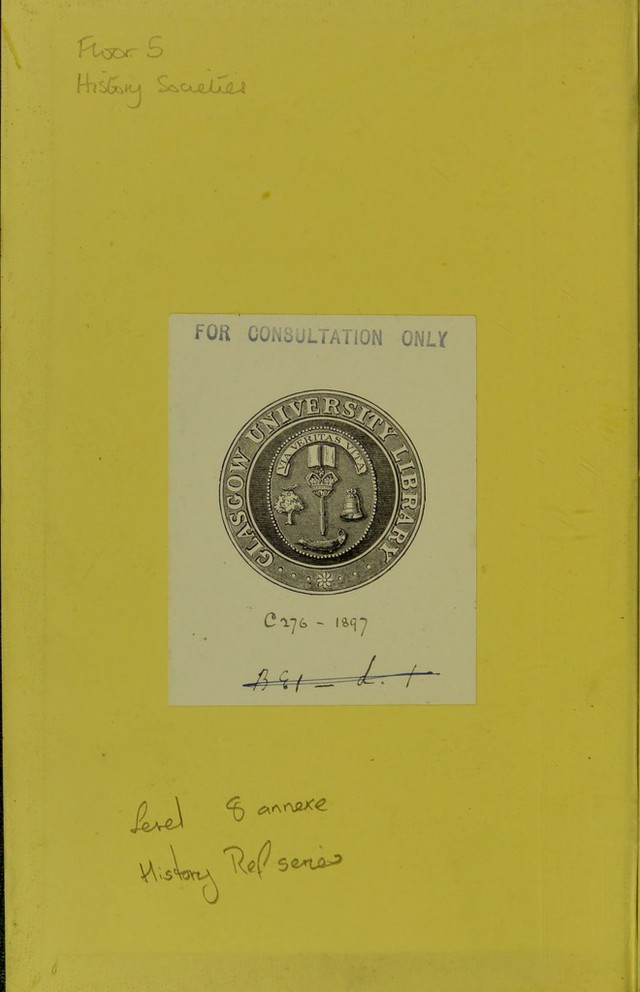 Floor 5
History Societies
FOR CONSULTATION ONLY
GLASGOW UNIVERSITY LIBRARY
VIA VERITAS VITA
C276 - 1897
Level 8 annexe
History Ref series